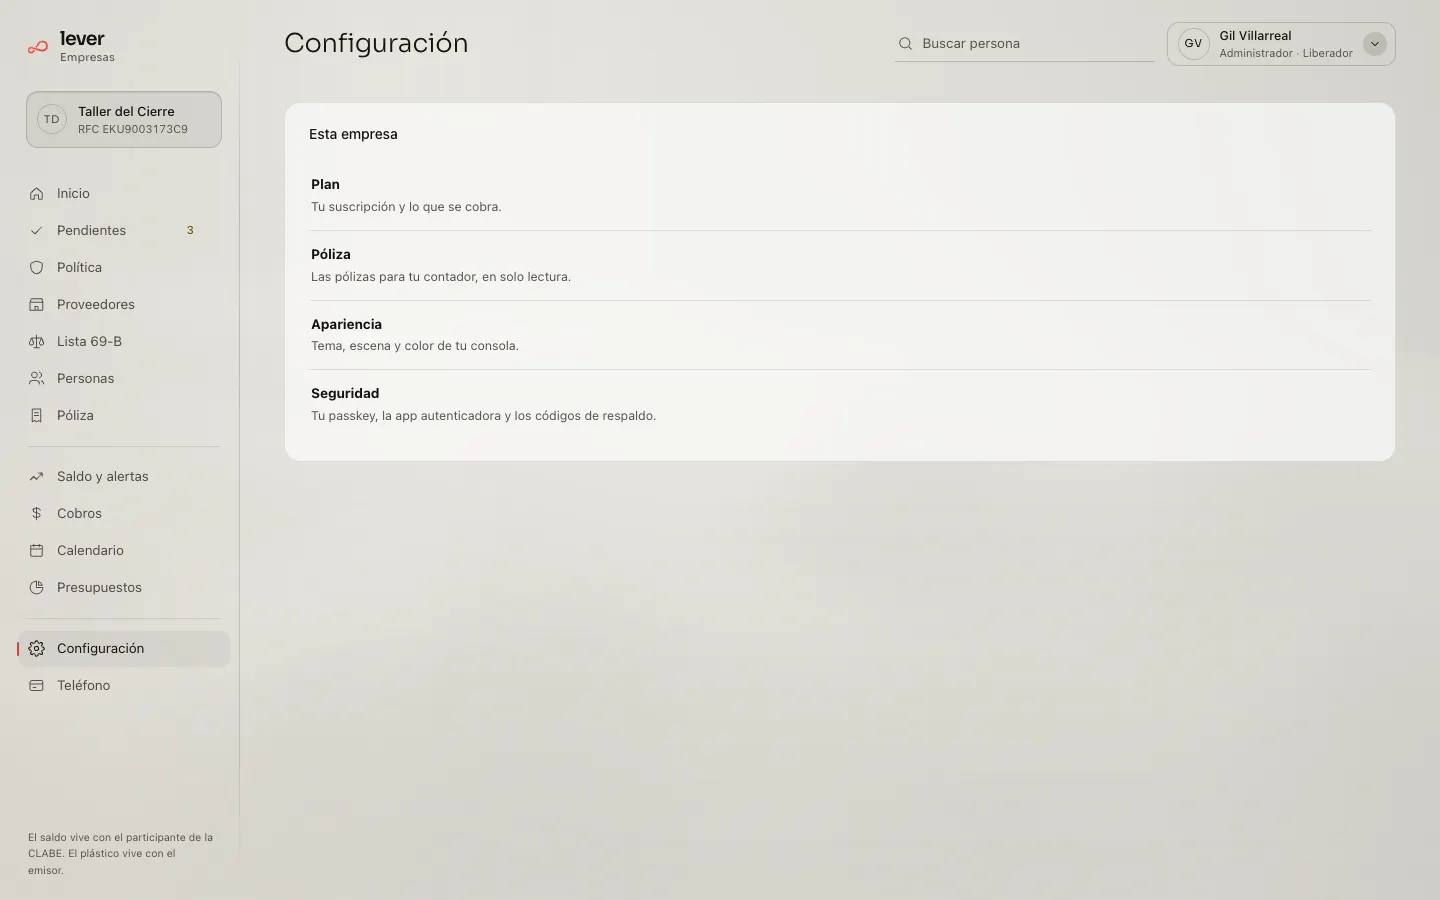 lever
Empresas
TD
Taller del Cierre
RFC EKU9003173C9
Inicio
Pendientes
3
Política
Proveedores
Lista 69-B
Personas
Póliza
Saldo y alertas
Cobros
Calendario
Presupuestos
Configuración
Teléfono
El saldo vive con el participante de la
CLABE. El plástico vive con el
emisor.
Configuración
Buscar persona
GV
Gil Villarreal
Administrador · Liberador
Esta empresa
Plan
Tu suscripción y lo que se cobra.
Póliza
Las pólizas para tu contador, en solo lectura.
Apariencia
Tema, escena y color de tu consola.
Seguridad
Tu passkey, la app autenticadora y los códigos de respaldo.